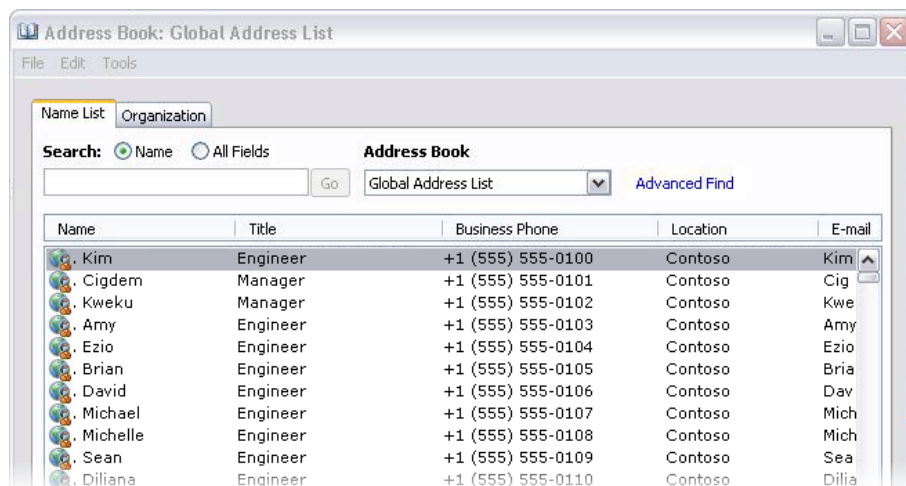 Address Book: Global Address List
File Edit Tools
Name List Organization
Search: Name All Fields Address Book
Go Global Address List Advanced Find
Name Title Business Phone Location E-mail
. Kim Engineer +1 (555) 555-0100 Contoso Kim
. Cigdem Manager +1 (555) 555-0101 Contoso Cig
. Kweku Manager +1 (555) 555-0102 Contoso Kwe
. Amy Engineer +1 (555) 555-0103 Contoso Amy
. Ezio Engineer +1 (555) 555-0104 Contoso Ezio
. Brian Engineer +1 (555) 555-0105 Contoso Bria
. David Engineer +1 (555) 555-0106 Contoso Dav
. Michael Engineer +1 (555) 555-0107 Contoso Mich
. Michelle Engineer +1 (555) 555-0108 Contoso Mich
. Sean Engineer +1 (555) 555-0109 Contoso Sea
. Diliana Engineer +1 (555) 555-0110 Contoso Dilia